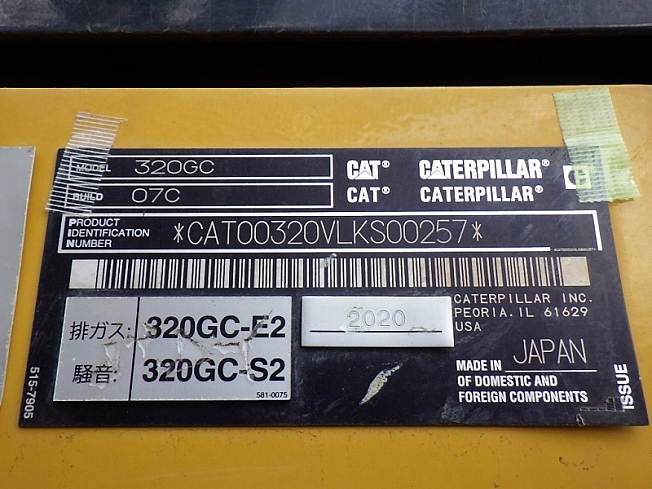 MODEL 320GC CAT® CATERPILLAR®
BUILD 07C CAT® CATERPILLAR®
PRODUCT
IDENTIFICATION
NUMBER
*CAT00320VLKS00257*
排ガス: 320GC-E2
騒音: 320GC-S2
581-0075
2020
CATERPILLAR INC.
PEORIA, IL 61629
USA
MADE IN JAPAN
OF DOMESTIC AND
FOREIGN COMPONENTS
ISSUE
515-7905